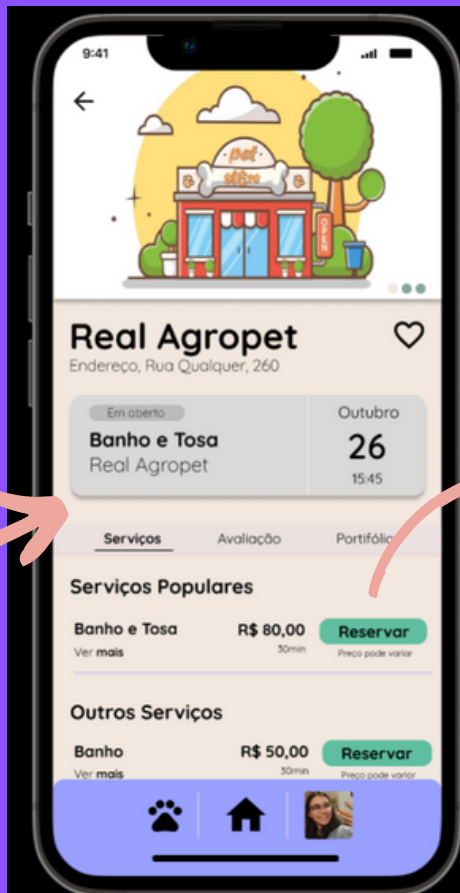 9:41
pet
store
OPEN
Real Agropet
Endereço, Rua Qualquer, 260
Em aberto
Banho e Tosa
Real Agropet
Outubro
26
15:45
Serviços Avaliação Portifólio
Serviços Populares
Banho e Tosa R$ 80,00 Reservar
Ver mais 30min Preço pode variar
Outros Serviços
Banho R$ 50,00 Reservar
Ver mais 30min Preço pode variar